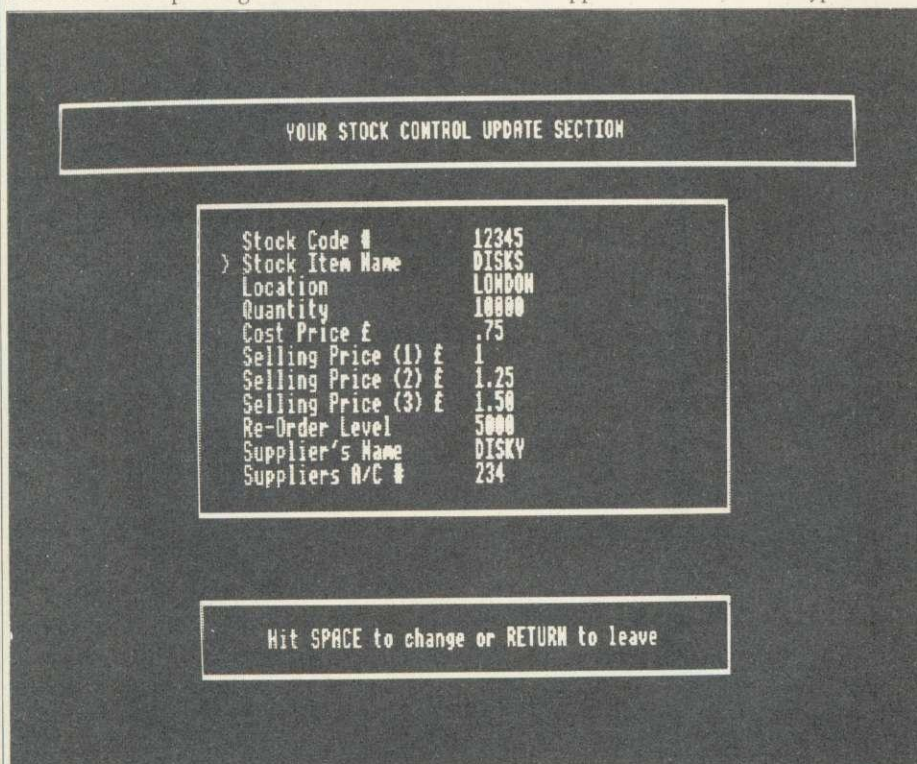 YOUR STOCK CONTROL UPDATE SECTION
Stock Code # 12345
> Stock Item Name DISKS
Location LONDON
Quantity 10000
Cost Price £ .75
Selling Price (1) £ 1
Selling Price (2) £ 1.25
Selling Price (3) £ 1.50
Re-Order Level 5000
Supplier's Name DISKY
Suppliers A/C # 234
Hit SPACE to change or RETURN to leave